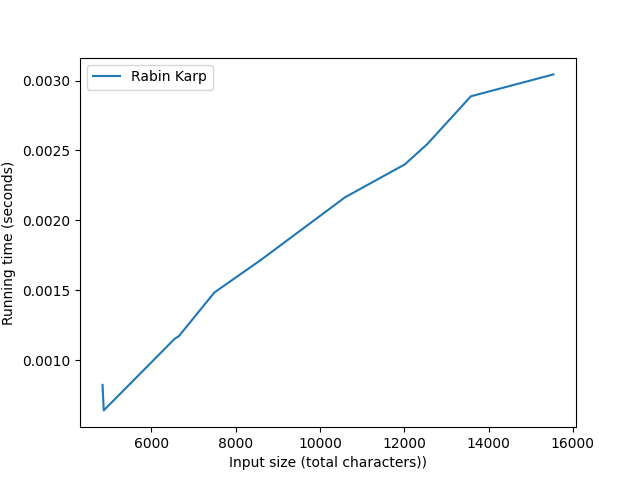 Rabin Karp
0.0030
0.0025
0.0020
0.0015
0.0010
Running time (seconds)
6000 8000 10000 12000 14000 16000
Input size (total characters))